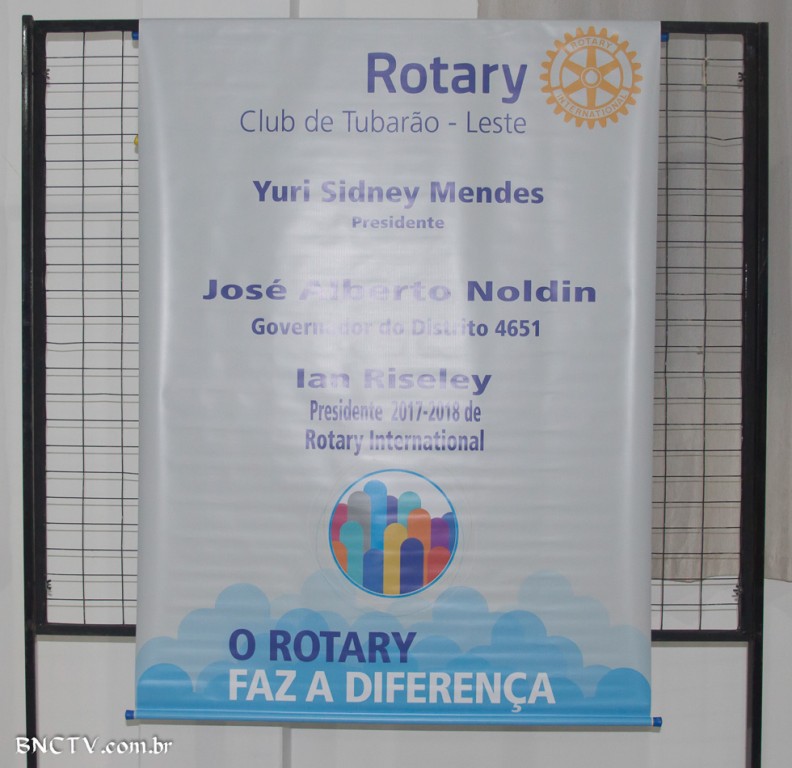 Rotary
ROTARY
INTERNATIONAL
Club de Tubarão - Leste
Yuri Sidney Mendes
Presidente
José Alberto Noldin
Governador do Distrito 4651
Ian Riseley
Presidente 2017-2018 de
Rotary International
O ROTARY
FAZ A DIFERENÇA
BNCTV.com.br